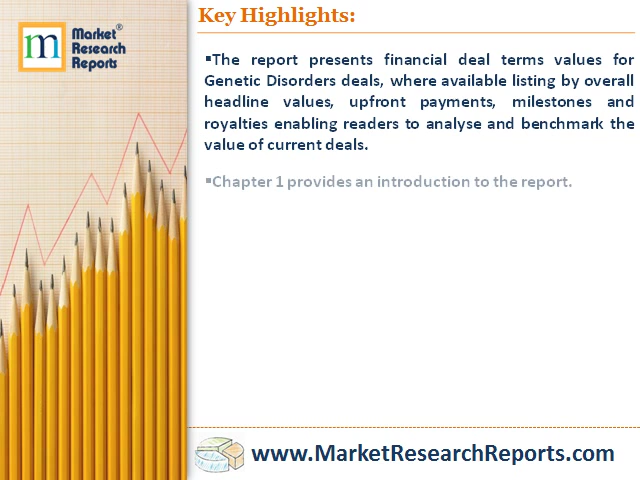 m
Market®
Research
Reports
Key Highlights:
▪The report presents financial deal terms values for
Genetic Disorders deals, where available listing by overall
headline values, upfront payments, milestones and
royalties enabling readers to analyse and benchmark the
value of current deals.
▪Chapter 1 provides an introduction to the report.
www.MarketResearchReports.com